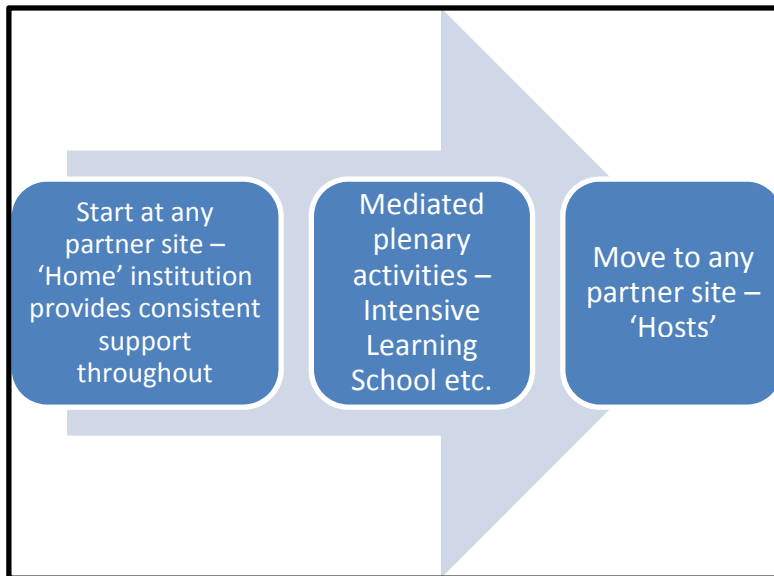 Start at any
partner site –
‘Home’ institution
provides consistent
support
throughout
Mediated
plenary
activities –
Intensive
Learning
School etc.
Move to any
partner site –
‘Hosts’